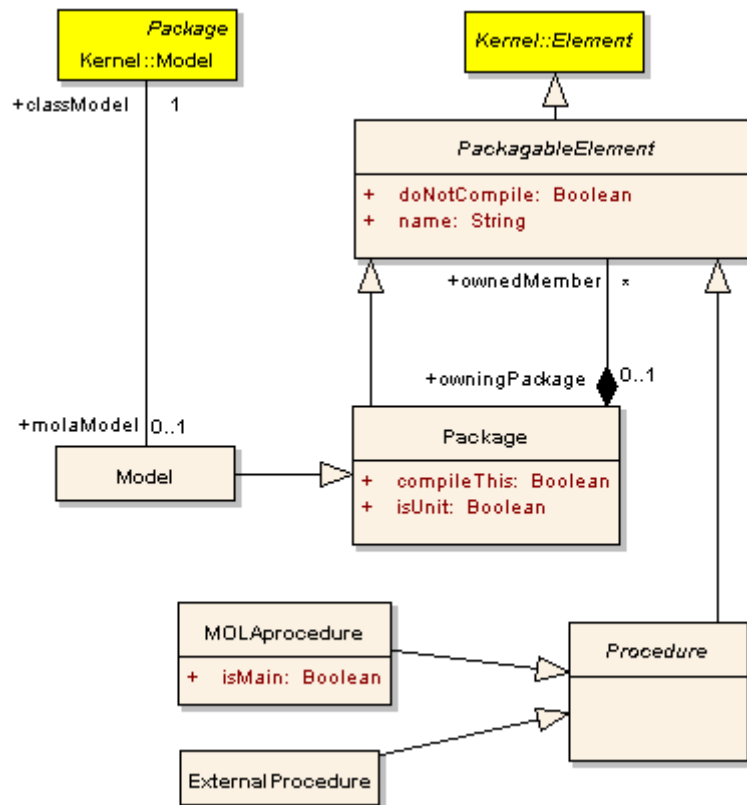 Package
Kernel::Model
Kernel::Element
+classModel 1
PackagableElement
+ doNotCompile: Boolean
+ name: String
+ownedMember *
+owningPackage 0..1
+molaModel 0..1
Package
Model
+ compileThis: Boolean
+ isUnit: Boolean
MOLAprocedure
+ isMain: Boolean
Procedure
ExternalProcedure